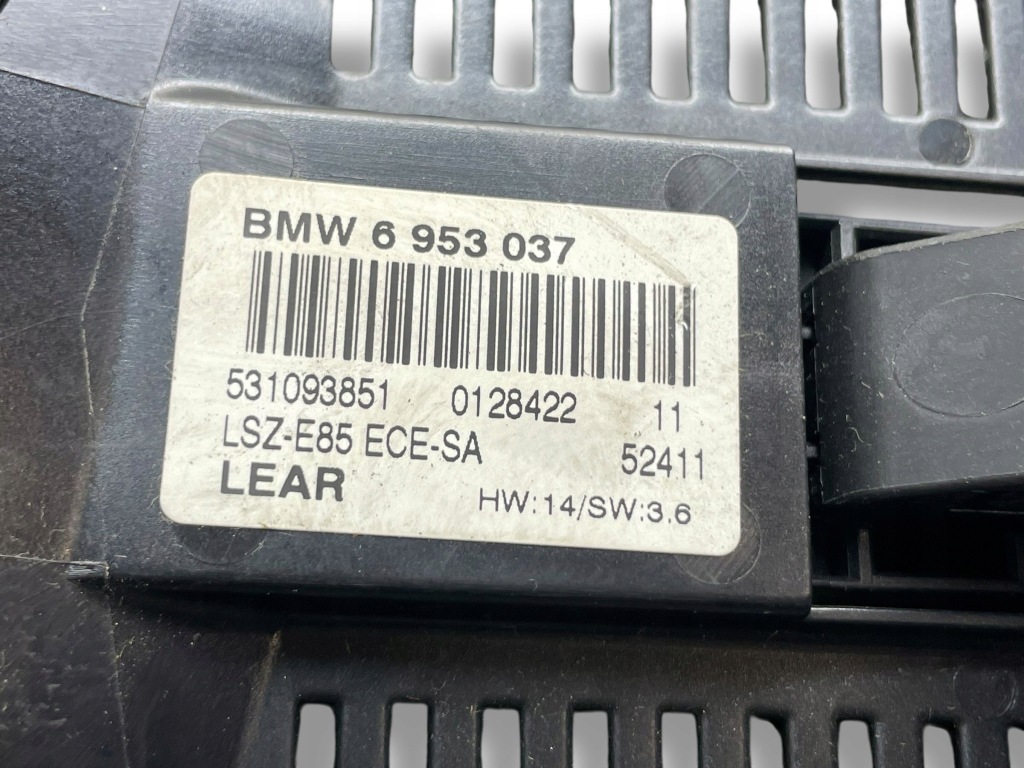 BMW 6 953 037
531093851 0128422 11
LSZ-E85 ECE-SA 52411
LEAR HW:14/SW:3.6